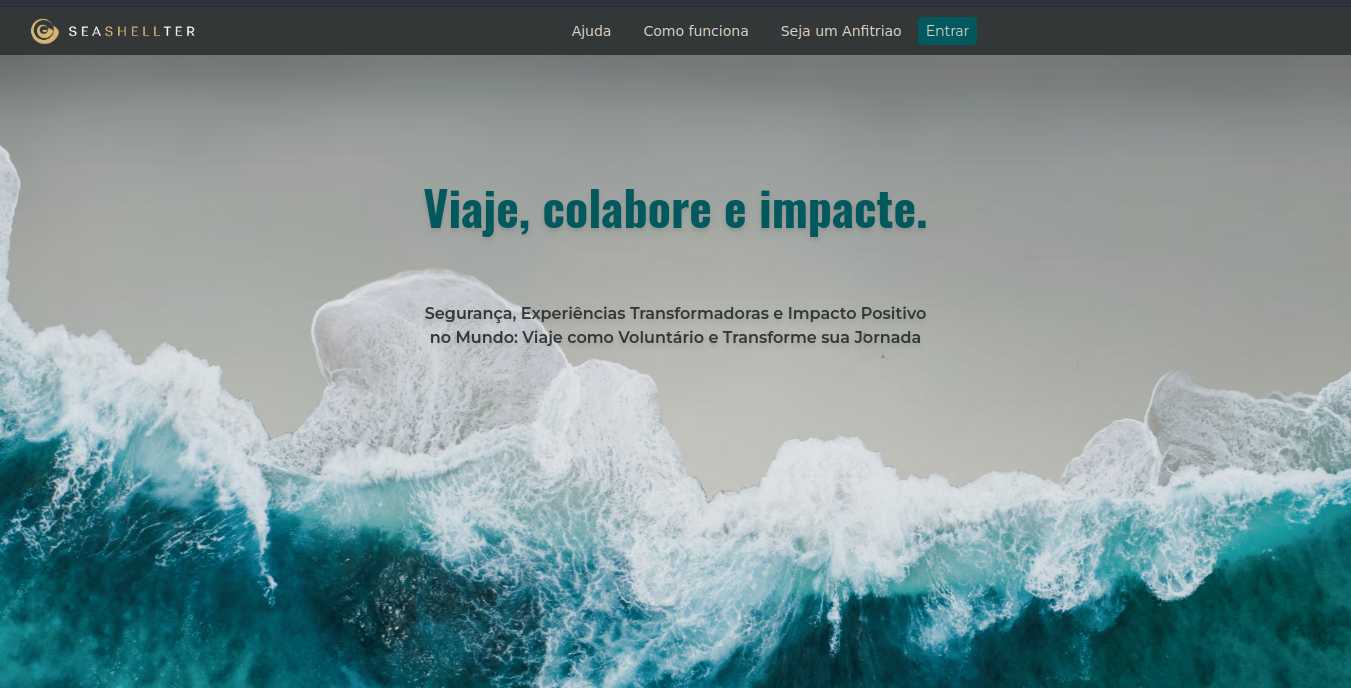 SEASHELLTER
Ajuda
Como funciona
Seja um Anfitriao
Entrar
Viaje, colabore e impacte.
Segurança, Experiências Transformadoras e Impacto Positivo
no Mundo: Viaje como Voluntário e Transforme sua Jornada